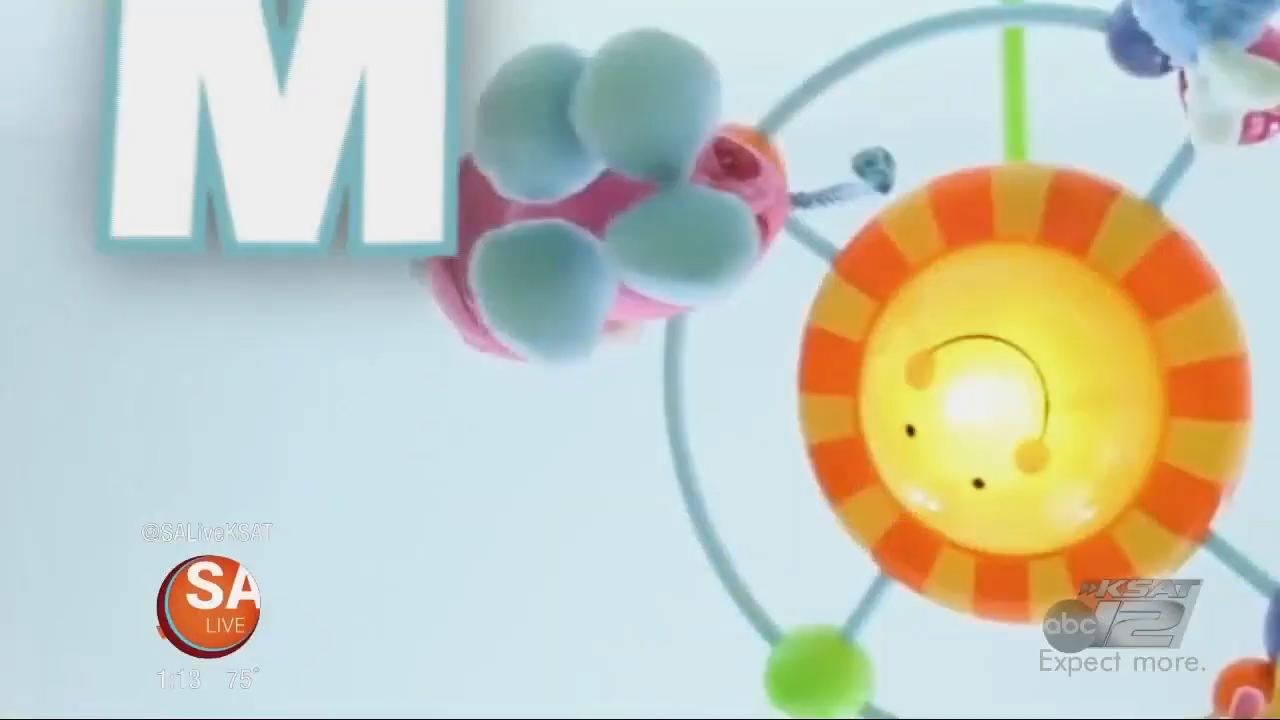 M
@SALiveKSAT
SA
LIVE
1:13 75°
KSAT
abc 12
Expect more.